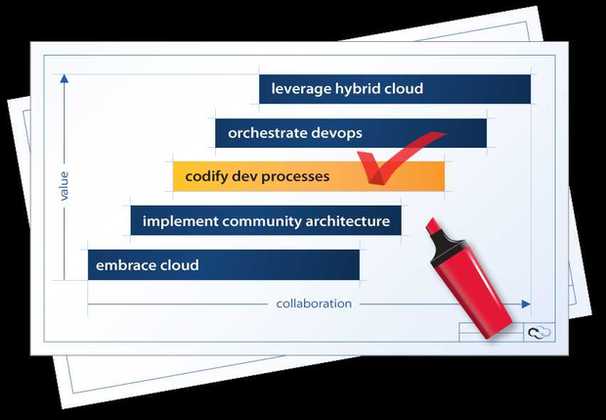 leverage hybrid cloud
orchestrate devops
codify dev processes
implement community architecture
embrace cloud
value
collaboration